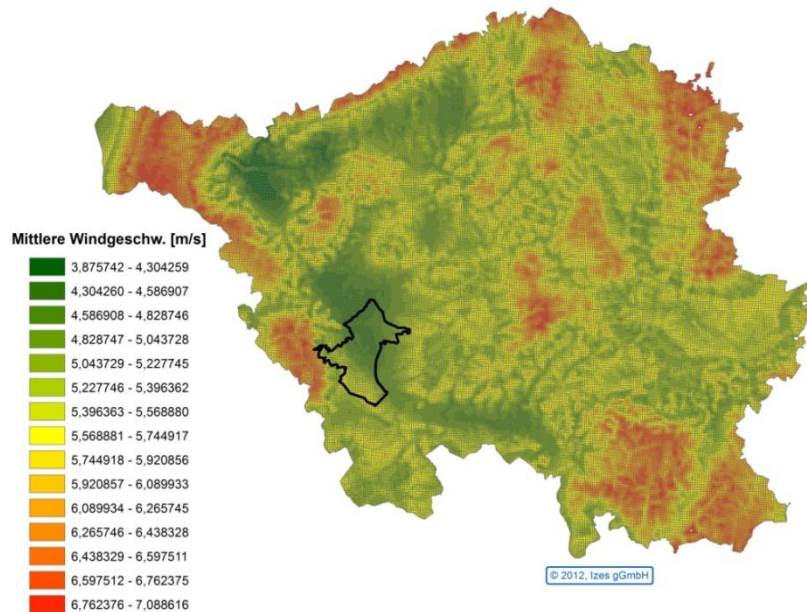 Mittlere Windgeschw. [m/s]
3,875742 - 4,304259
4,304260 - 4,586907
4,586908 - 4,828746
4,828747 - 5,043728
5,043729 - 5,227745
5,227746 - 5,396362
5,396363 - 5,568880
5,568881 - 5,744917
5,744918 - 5,920856
5,920857 - 6,089933
6,089934 - 6,265745
6,265746 - 6,438328
6,438329 - 6,597511
6,597512 - 6,762375
6,762376 - 7,088616
© 2012, Izes gGmbH